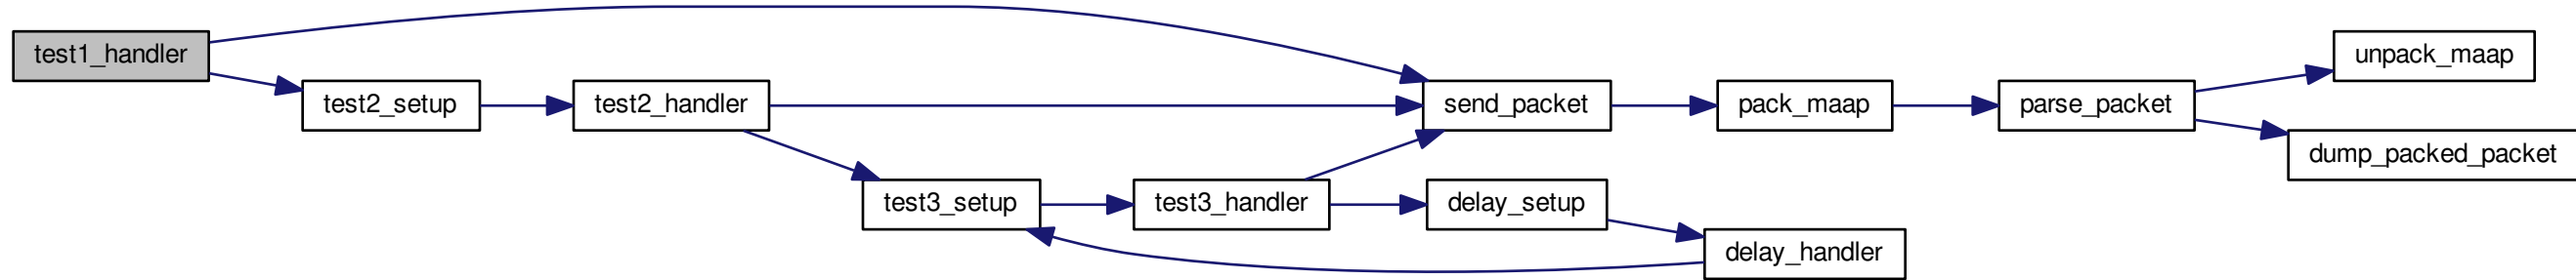 test1_handler
unpack_maap
test2_setup
test2_handler
send_packet
pack_maap
parse_packet
dump_packed_packet
test3_setup
test3_handler
delay_setup
delay_handler